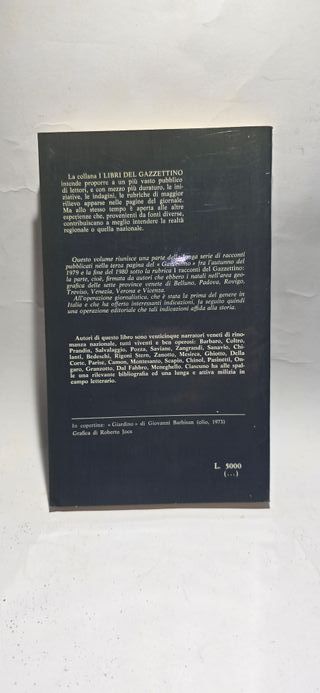 La collana I LIBRI DEL GAZZETTINO
intende proporre a un più vasto pubblico
di lettori, e con mezzo più duraturo, le ini-
ziative, le indagini, le rubriche di maggior
rilievo apparse nelle pagine del giornale.
Ma allo stesso tempo è aperta alle altre
esperienze che, provenienti da fonti diverse,
contribuiscano a meglio intendere la realtà
regionale o quella nazionale.
Questo volume riunisce una parte della lunga serie di racconti
pubblicati nella terza pagina del « Gazzettino » fra l'autunno del
1979 e la fine del 1980 sotto la rubrica I racconti del Gazzettino:
la parte, cioè, firmata da autori che ebbero i natali nell'area geo-
grafica delle sette province venete di Belluno, Padova, Rovigo,
Treviso, Venezia, Verona e Vicenza.
All'operazione giornalistica, che è stata la prima del genere in
Italia e che ha offerto interessanti indicazioni, fa seguito quindi
una operazione editoriale che tali indicazioni affida alla storia.
Autori di questo libro sono venticinque narratori veneti di rino-
manza nazionale, tutti viventi e ben operosi: Barbaro, Coltro,
Prandin, Salvalaggio, Pozza, Saviane, Zangrandi, Sanavio, Chi-
lanti, Bedeschi, Rigoni Stern, Zanotto, Mesirca, Ghiotto, Della
Corte, Parise, Camon, Montesanto, Scapin, Chinol, Pasinetti, On-
garo, Granzotto, Dal Fabbro, Meneghello. Ciascuno ha alle spal-
le una rilevante bibliografia ed una lunga e attiva milizia in
campo letterario.
In copertina: « Giardino » di Giovanni Barbisan (olio, 1973)
Grafica di Roberto Joos
L. 5000
(...)